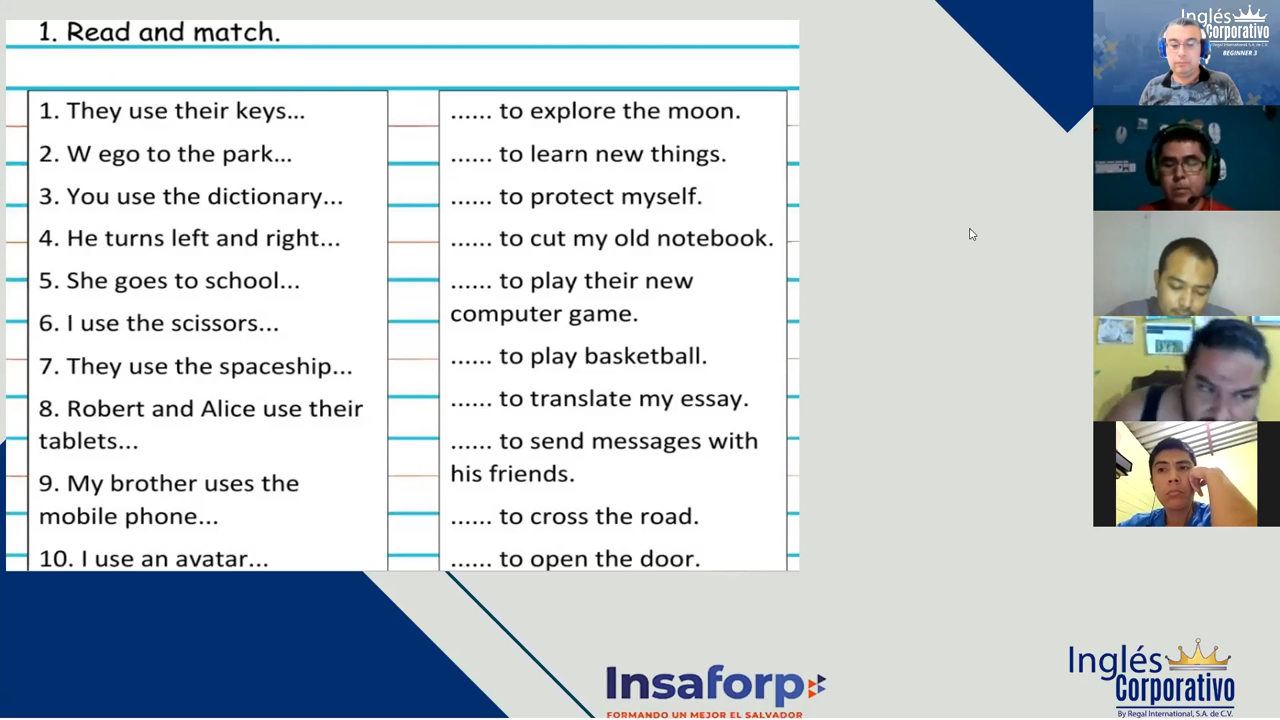 1. Read and match.
1. They use their keys...
2. W ego to the park...
3. You use the dictionary...
4. He turns left and right...
5. She goes to school...
6. I use the scissors...
7. They use the spaceship...
8. Robert and Alice use their
tablets...
9. My brother uses the
mobile phone...
10. I use an avatar...
...... to explore the moon.
...... to learn new things.
...... to protect myself.
...... to cut my old notebook.
...... to play their new
computer game.
...... to play basketball.
...... to translate my essay.
...... to send messages with
his friends.
...... to cross the road.
...... to open the door.
Inglés
Corporativo
By Regal International, S.A. de C.V.
BEGINNER 3
Insaforp
FORMANDO UN MEJOR EL SALVADOR
Inglés
Corporativo
By Regal International, S.A. de C.V.